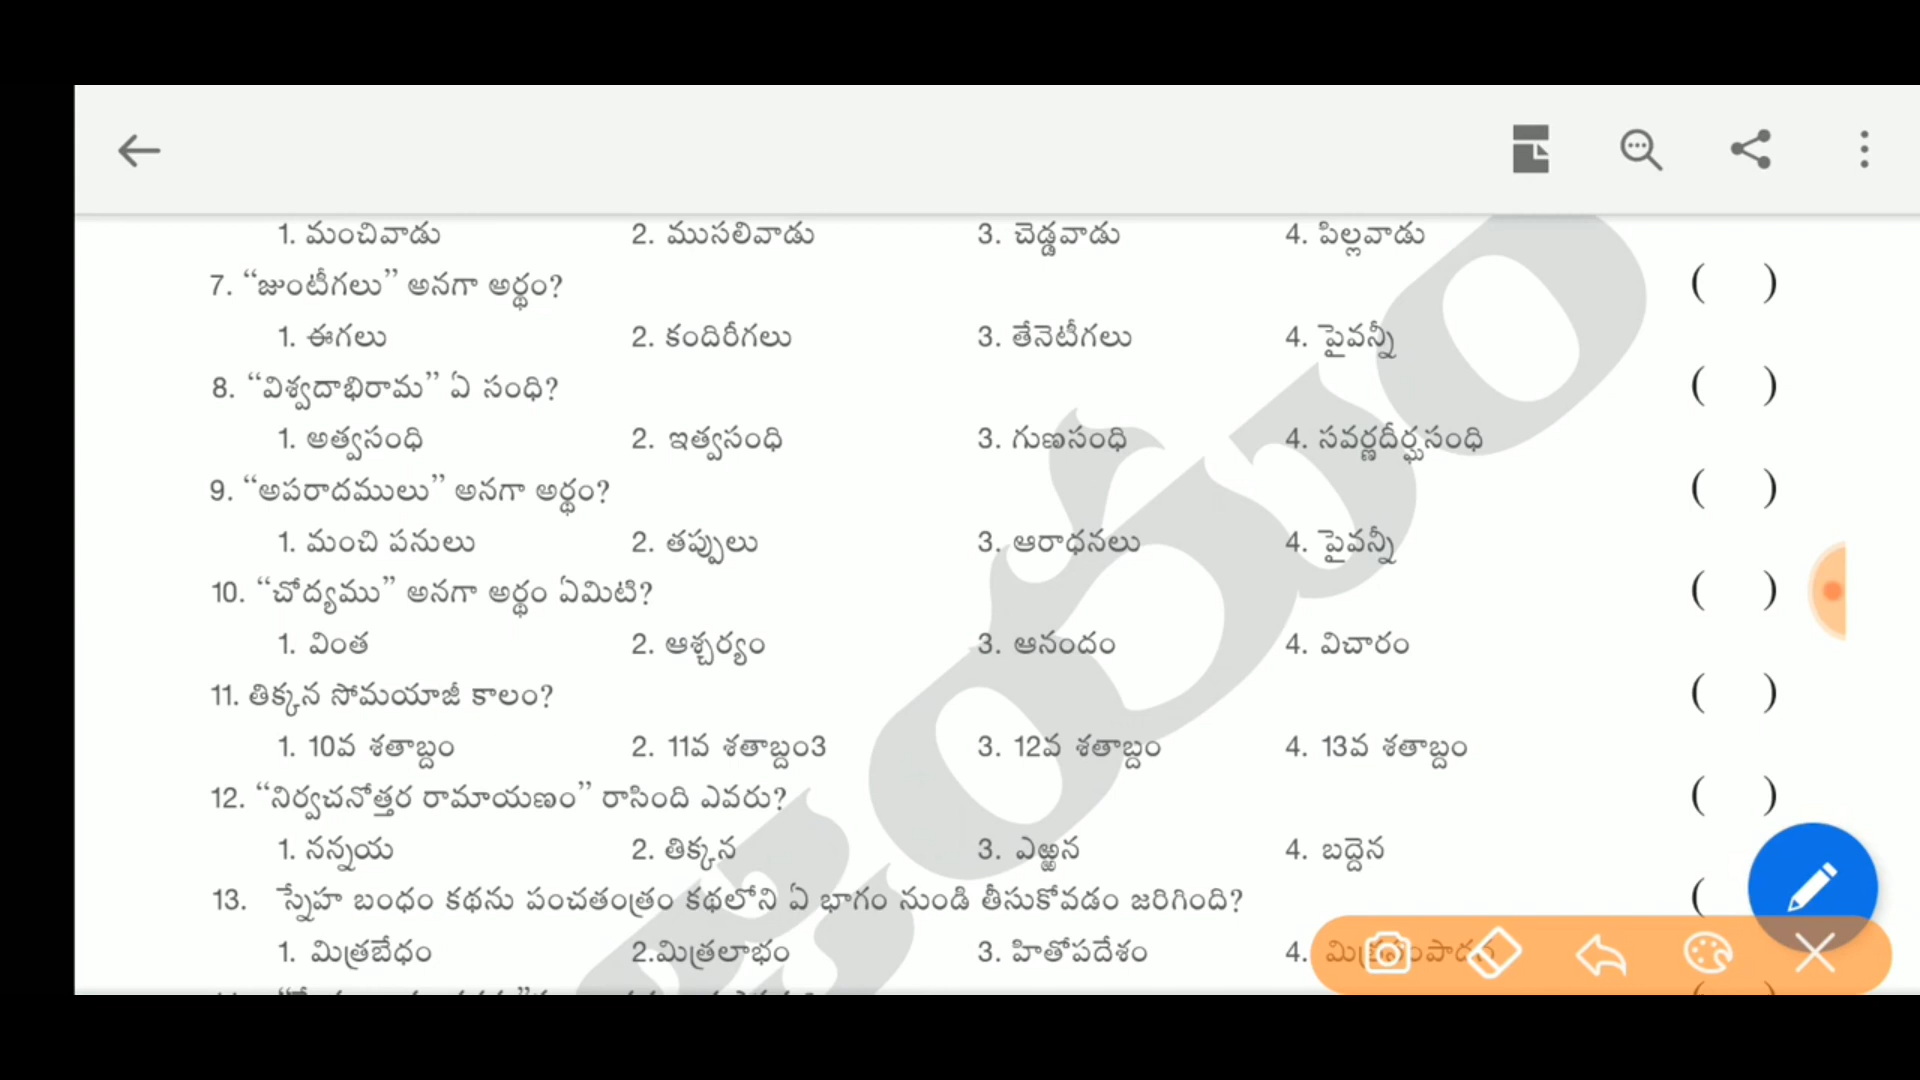 1. మంచివాడు 2. ముసలివాడు 3. చెడ్డవాడు 4. పిల్లవాడు
7. “జుంటీగలు” అనగా అర్థం? ( )
1. ఈగలు 2. కందిరీగలు 3. తేనెటీగలు 4. పైవన్నీ
8. “విశ్వదాభిరామ” ఏ సంధి? ( )
1. అత్వసంధి 2. ఇత్వసంధి 3. గుణసంధి 4. సవర్ణదీర్ఘసంధి
9. “అపరాదములు” అనగా అర్థం? ( )
1. మంచి పనులు 2. తప్పులు 3. ఆరాధనలు 4. పైవన్నీ
10. “చోద్యము” అనగా అర్థం ఏమిటి? ( )
1. వింత 2. ఆశ్చర్యం 3. ఆనందం 4. విచారం
11. తిక్కన సోమయాజీ కాలం? ( )
1. 10వ శతాబ్దం 2. 11వ శతాబ్దం3 3. 12వ శతాబ్దం 4. 13వ శతాబ్దం
12. “నిర్వచనోత్తర రామాయణం” రాసింది ఎవరు? ( )
1. నన్నయ 2. తిక్కన 3. ఎఱ్ఱన 4. బద్దెన
13. స్నేహ బంధం కథను పంచతంత్రం కథలోని ఏ భాగం నుండి తీసుకోవడం జరిగింది? (
1. మిత్రబేధం 2.మిత్రలాభం 3. హితోపదేశం 4.